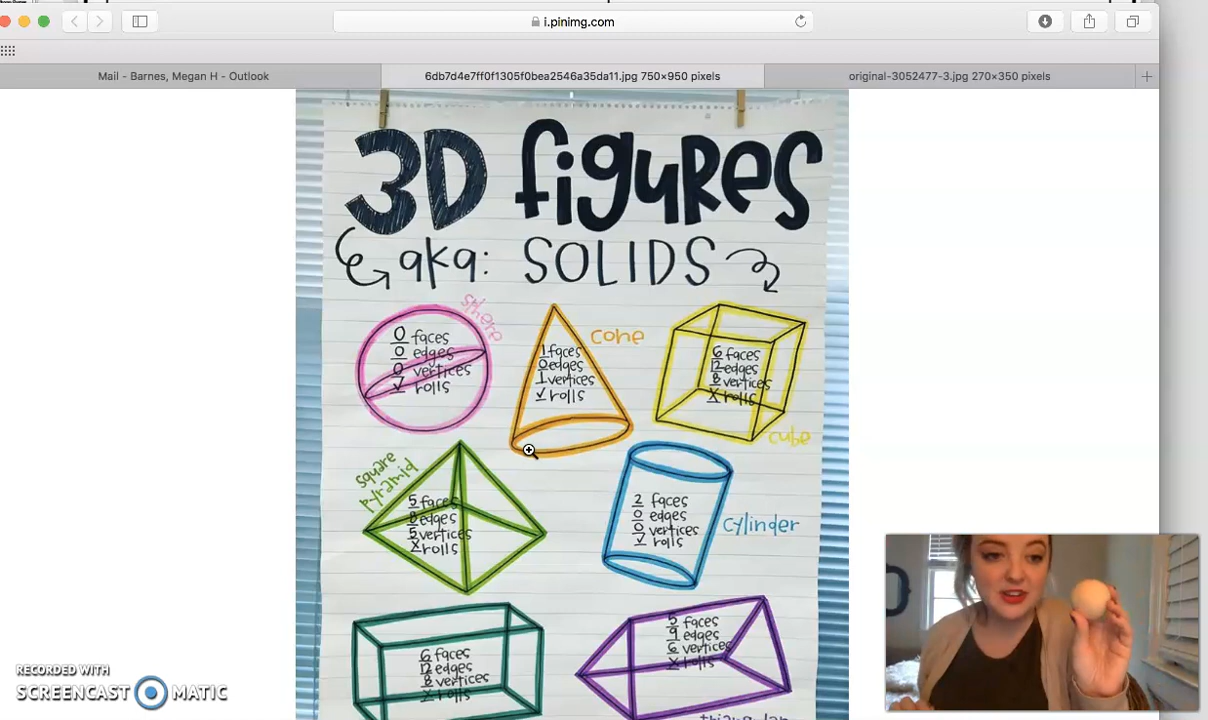 i.pinimg.com
Mail - Barnes, Megan H - Outlook
6db7d4e7ff0f1305f0bea2546a35da11.jpg 750×950 pixels
original-3052477-3.jpg 270×350 pixels
3D figures
aka: SOLIDS
sphere
0 faces
0 edges
0 vertices
✓ rolls
cone
1 faces
0 edges
1 vertices
✓ rolls
6 faces
12 edges
8 vertices
X rolls
cube
square
pyramid
5 faces
8 edges
5 vertices
X rolls
2 faces
0 edges
0 vertices
✓ rolls
cylinder
6 faces
12 edges
8 vertices
X rolls
5 faces
9 edges
6 vertices
X rolls
RECORDED WITH
SCREENCAST MATIC